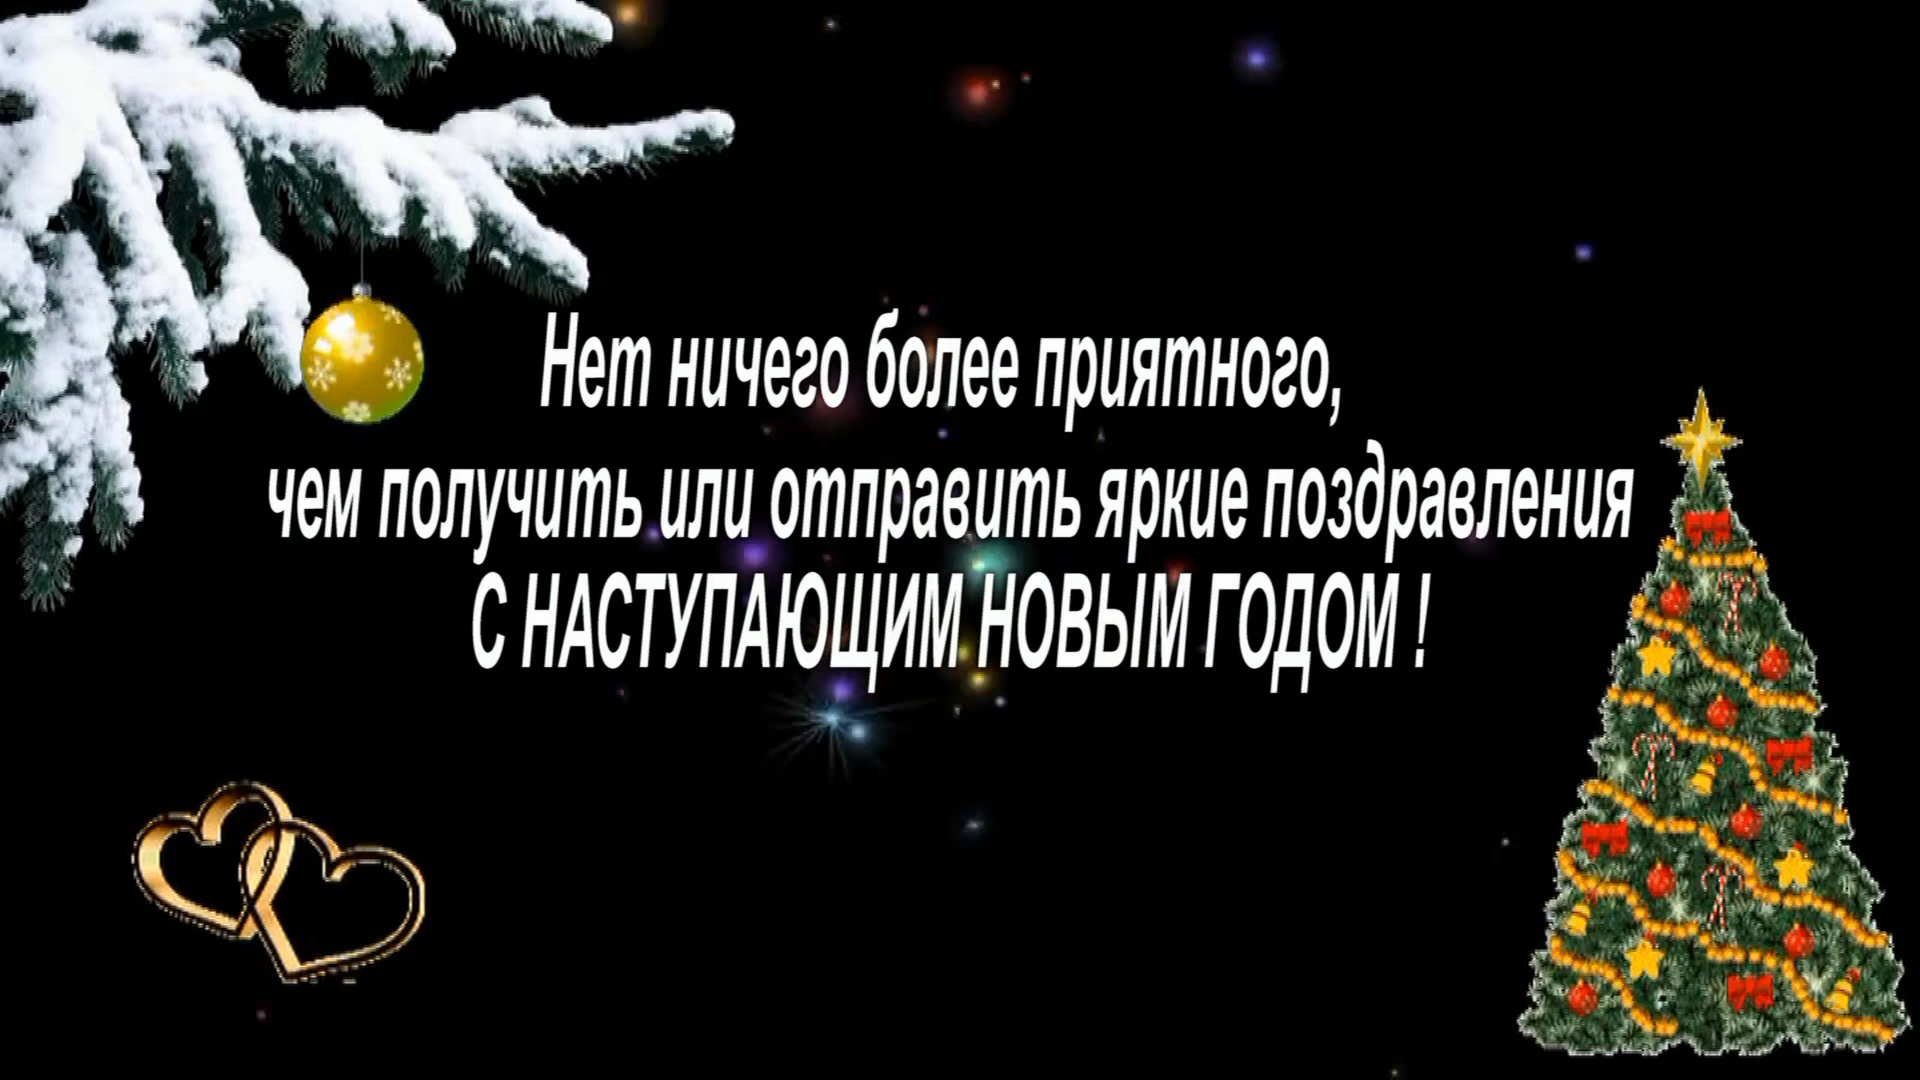 Нет ничего более приятного,
чем получить или отправить яркие поздравления
С НАСТУПАЮЩИМ НОВЫМ ГОДОМ !